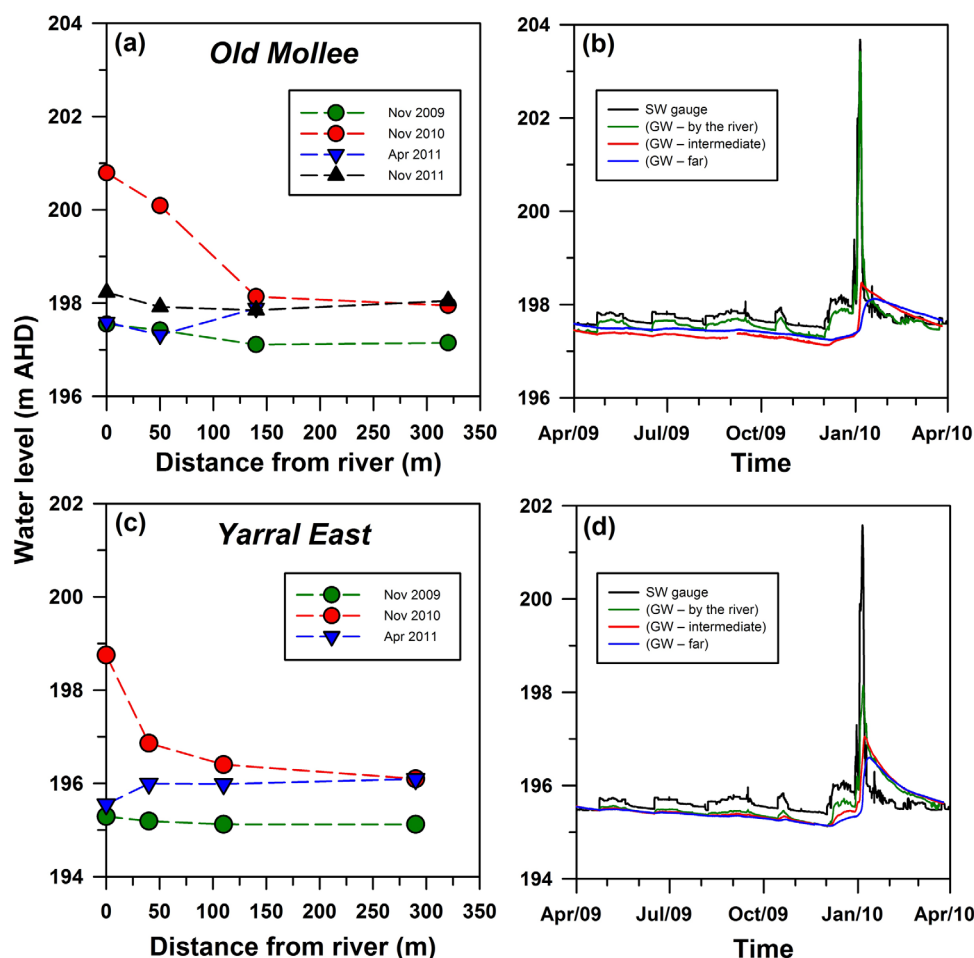 Water level (m AHD)
(a)
Old Mollee
Nov 2009
Nov 2010
Apr 2011
Nov 2011
204
202
200
198
196
0
50
100
150
200
250
300
350
Distance from river (m)
(b)
SW gauge
(GW – by the river)
(GW – intermediate)
(GW – far)
204
202
200
198
196
Apr/09
Jul/09
Oct/09
Jan/10
Apr/10
Time
(c)
Yarral East
Nov 2009
Nov 2010
Apr 2011
202
200
198
196
194
0
50
100
150
200
250
300
350
Distance from river (m)
(d)
SW gauge
(GW – by the river)
(GW – intermediate)
(GW – far)
202
200
198
196
194
Apr/09
Jul/09
Oct/09
Jan/10
Apr/10
Time